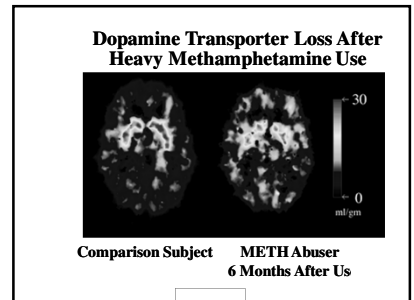 Dopamine Transporter Loss After
Heavy Methamphetamine Use
30
0
ml/gm
Comparison Subject
METH Abuser
6 Months After Us